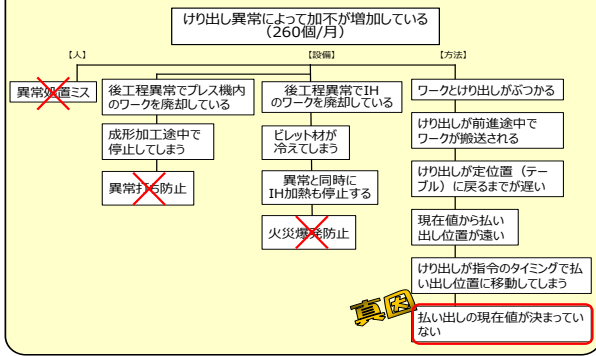 けり出し異常によって加不が増加している
（260個/月）
【人】
【設備】
【方法】
異常処置ミス
後工程異常でプレス機内
のワークを廃却している
成形加工途中で
停止してしまう
異常打ち防止
後工程異常でIH
のワークを廃却している
ビレット材が
冷えてしまう
異常と同時に
IH加熱も停止する
火災爆発防止
ワークとけり出しがぶつかる
けり出しが前進途中で
ワークが搬送される
けり出しが定位置（テー
ブル）に戻るまでが遅い
現在値から払い
出し位置が遠い
けり出しが指令のタイミングで払
い出し位置に移動してしまう
真因
払い出しの現在値が決まってい
ない